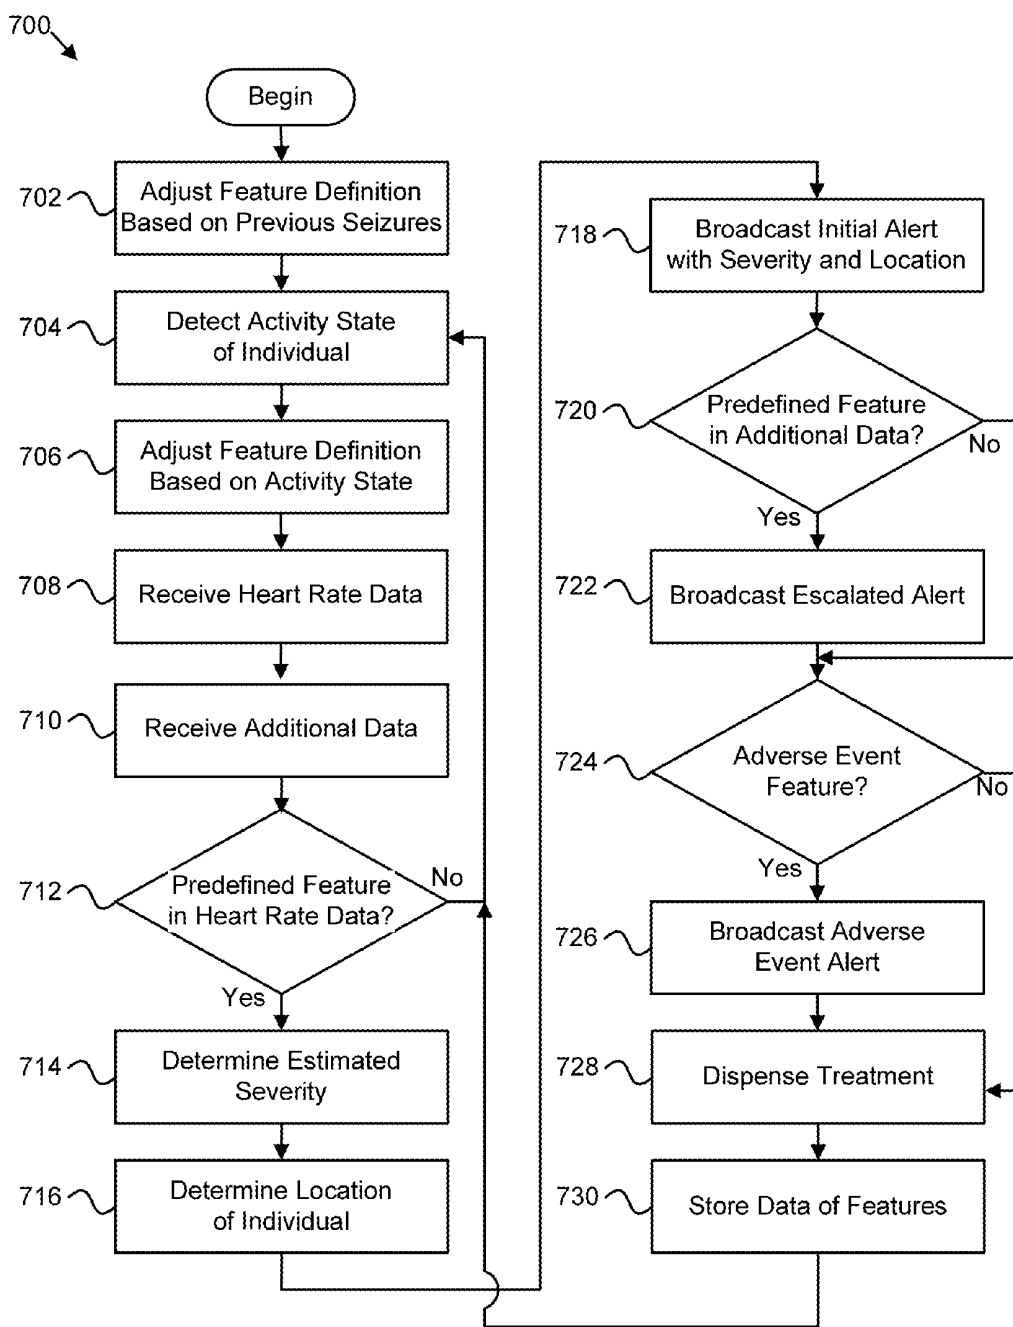 700
Begin
702
Adjust Feature Definition
Based on Previous Seizures
704
Detect Activity State
of Individual
706
Adjust Feature Definition
Based on Activity State
708
Receive Heart Rate Data
710
Receive Additional Data
712
Predefined Feature
in Heart Rate Data?
No
Yes
714
Determine Estimated
Severity
716
Determine Location
of Individual
718
Broadcast Initial Alert
with Severity and Location
720
Predefined Feature
in Additional Data?
No
Yes
722
Broadcast Escalated Alert
724
Adverse Event
Feature?
No
Yes
726
Broadcast Adverse
Event Alert
728
Dispense Treatment
730
Store Data of Features